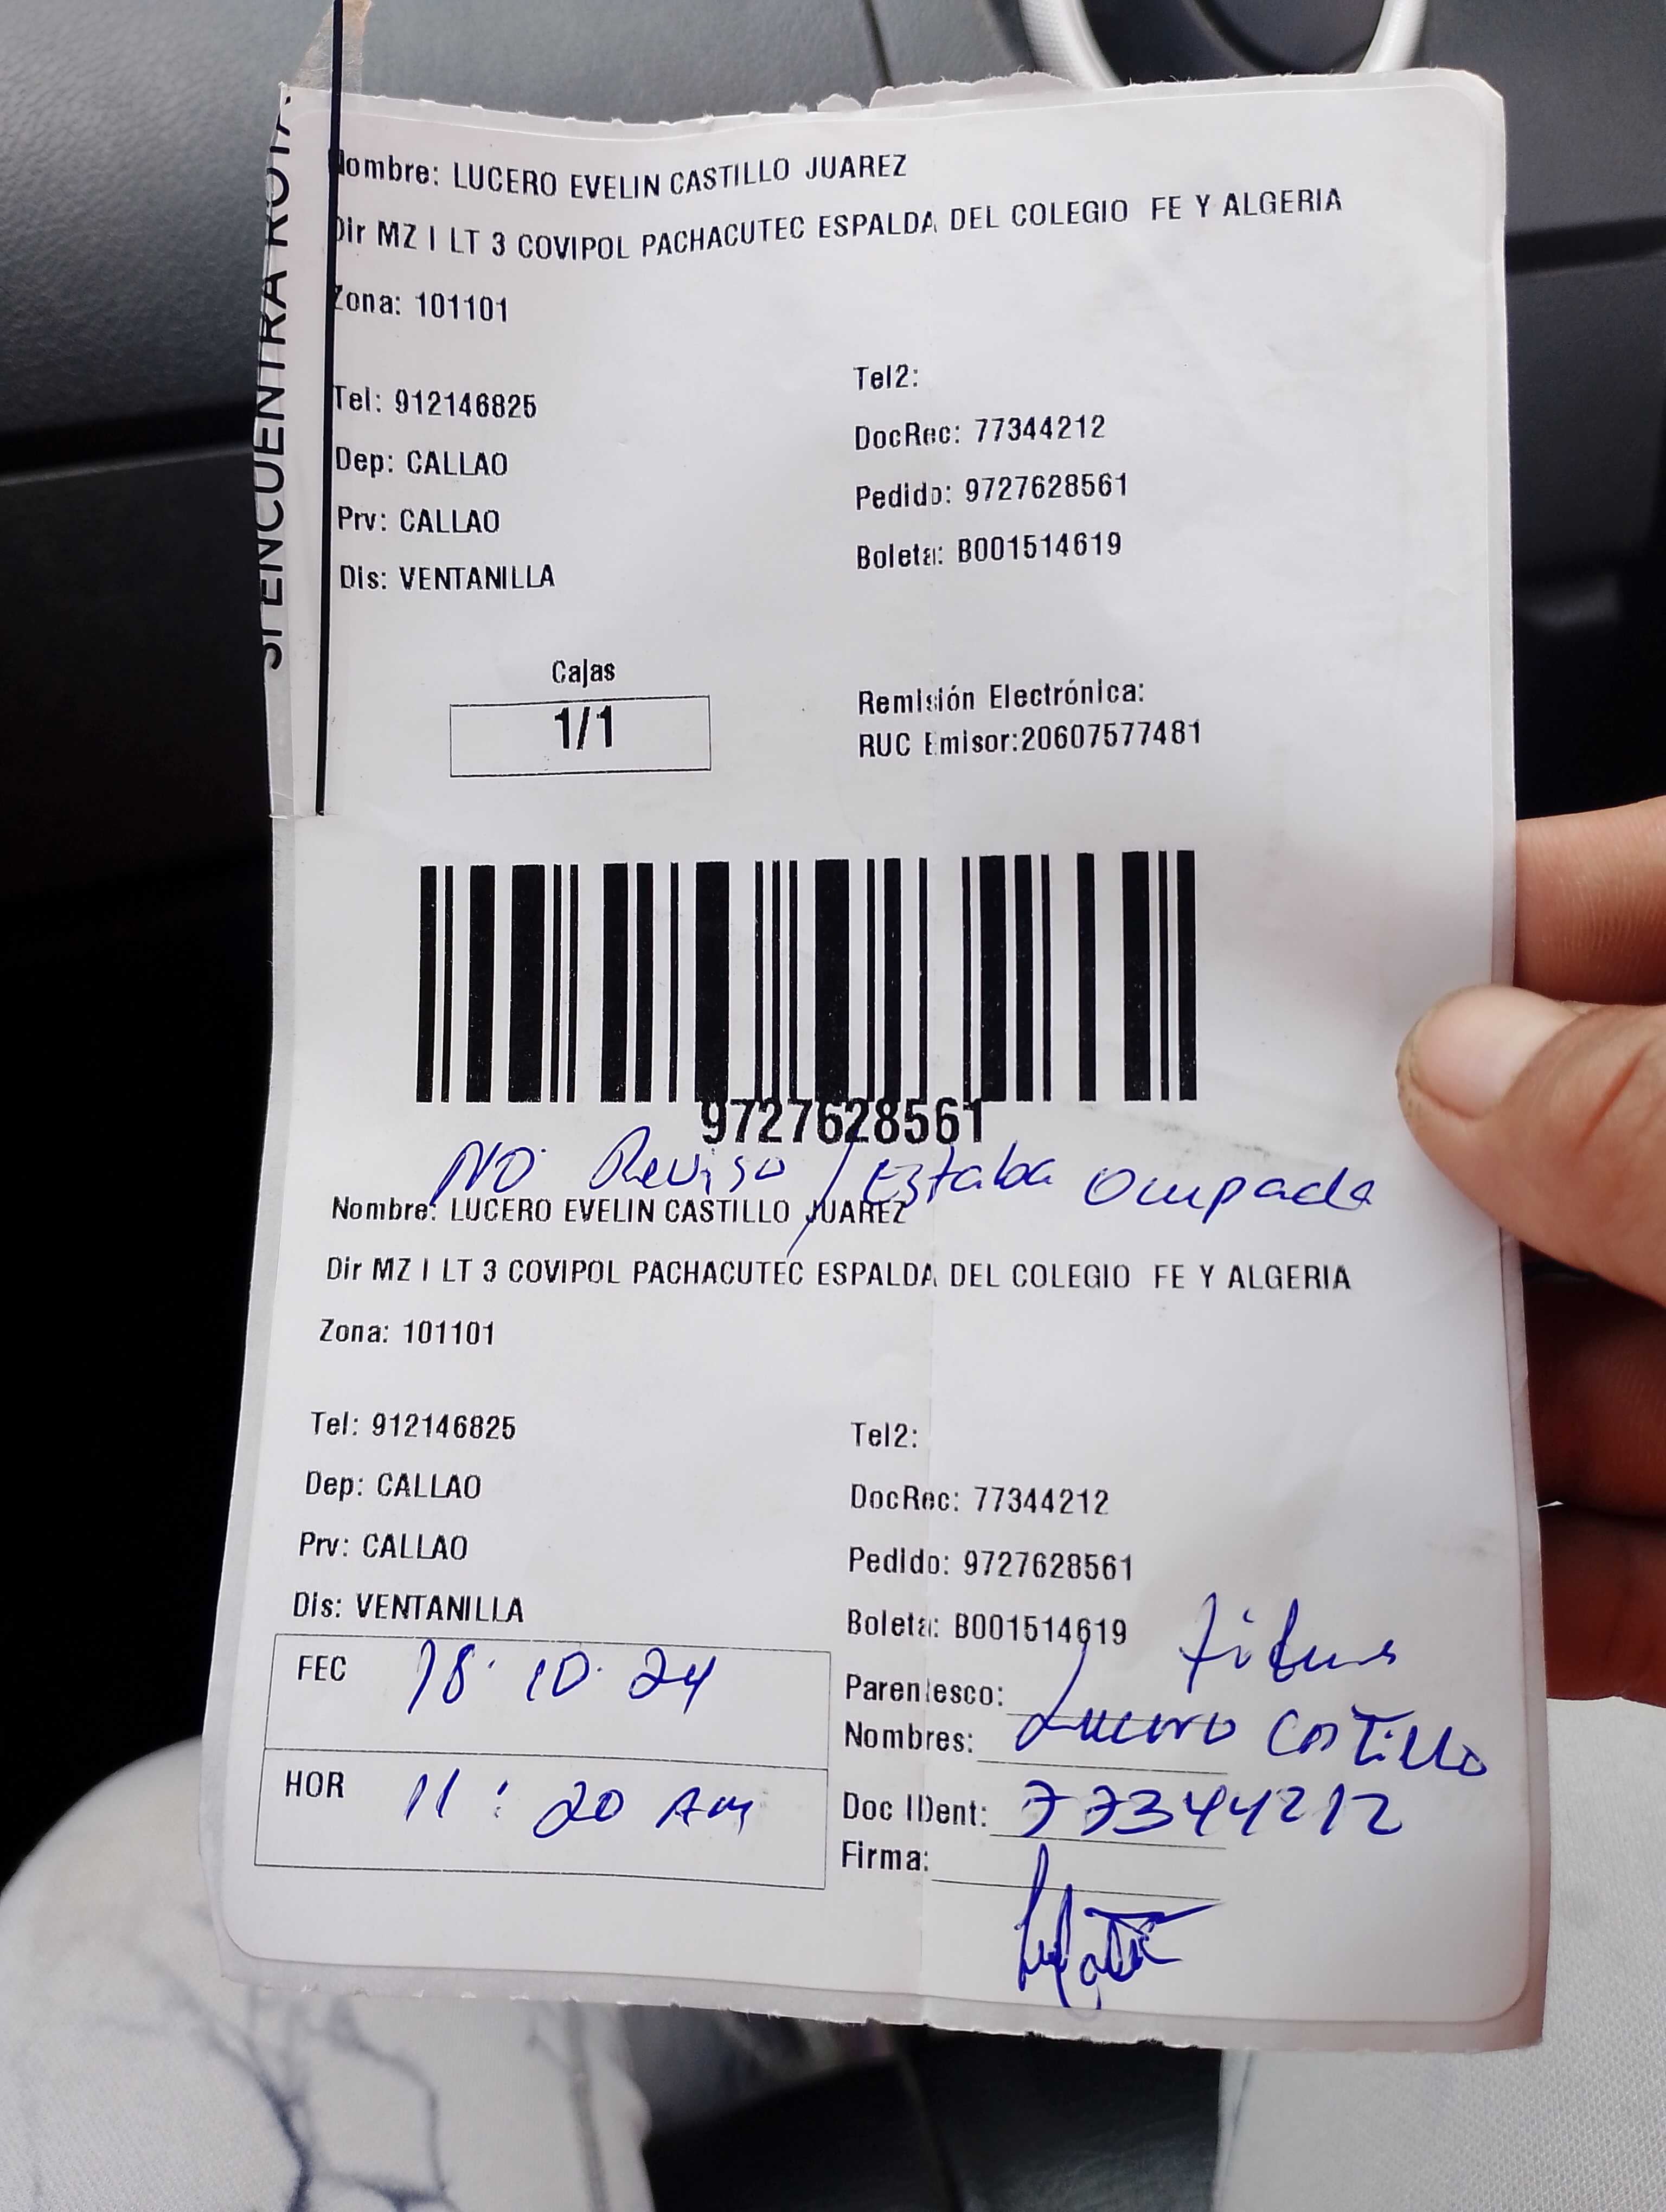 SI ENCUENTRA ROTA
Nombre: LUCERO EVELIN CASTILLO JUAREZ
Dir MZ I LT 3 COVIPOL PACHACUTEC ESPALDA DEL COLEGIO FE Y ALGERIA
Zona: 101101
Tel: 912146825
Tel2:
Dep: CALLAO
DocRec: 77344212
Prv: CALLAO
Pedido: 9727628561
Dis: VENTANILLA
Boleta: B001514619
Cajas
1/1
Remisión Electrónica:
RUC Emisor:20607577481
9727628561
NO Reviso / Estaba Ocupada
Nombre: LUCERO EVELIN CASTILLO JUAREZ
Dir MZ I LT 3 COVIPOL PACHACUTEC ESPALDA DEL COLEGIO FE Y ALGERIA
Zona: 101101
Tel: 912146825
Tel2:
Dep: CALLAO
DocRec: 77344212
Prv: CALLAO
Pedido: 9727628561
Dis: VENTANILLA
Boleta: B001514619
FEC 18. 10. 24
Parentesco:
Nombres: Lucero CASTillo
HOR 11: 20 Am
Doc IDent: 77344212
Firma: